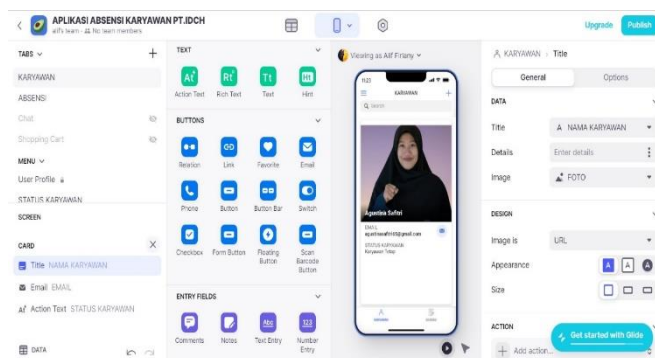 APLIKASI ABSENSI KARYAWAN PT.IDCH
No team members
Upgrade
Publish
TABS
KARYAWAN
ABSENSI
Chat
Shopping Cart
MENU
User Profile
STATUS KARYAWAN
SCREEN
CARD
Title NAMA KARYAWAN
Email EMAIL
Action Text STATUS KARYAWAN
DATA
TEXT
Action Text
Rich Text
Text
Hint
BUTTONS
Relation
Link
Favorite
Email
Phone
Button
Button Bar
Switch
Checkbox
Form Button
Floating Button
Scan Barcode Button
ENTRY FIELDS
Comments
Notes
Text Entry
Number Entry
Viewing as Alif Firiany
KARYAWAN
Search
Agustina Safitri
EMAIL
STATUS KARYAWAN
Karyawan Tetap
KARYAWAN > Title
General
Options
DATA
Title
A NAMA KARYAWAN
Details
Enter details
Image
FOTO
DESIGN
Image is
URL
Appearance
A A A
Size
ACTION
Add action...
Get started with Glide